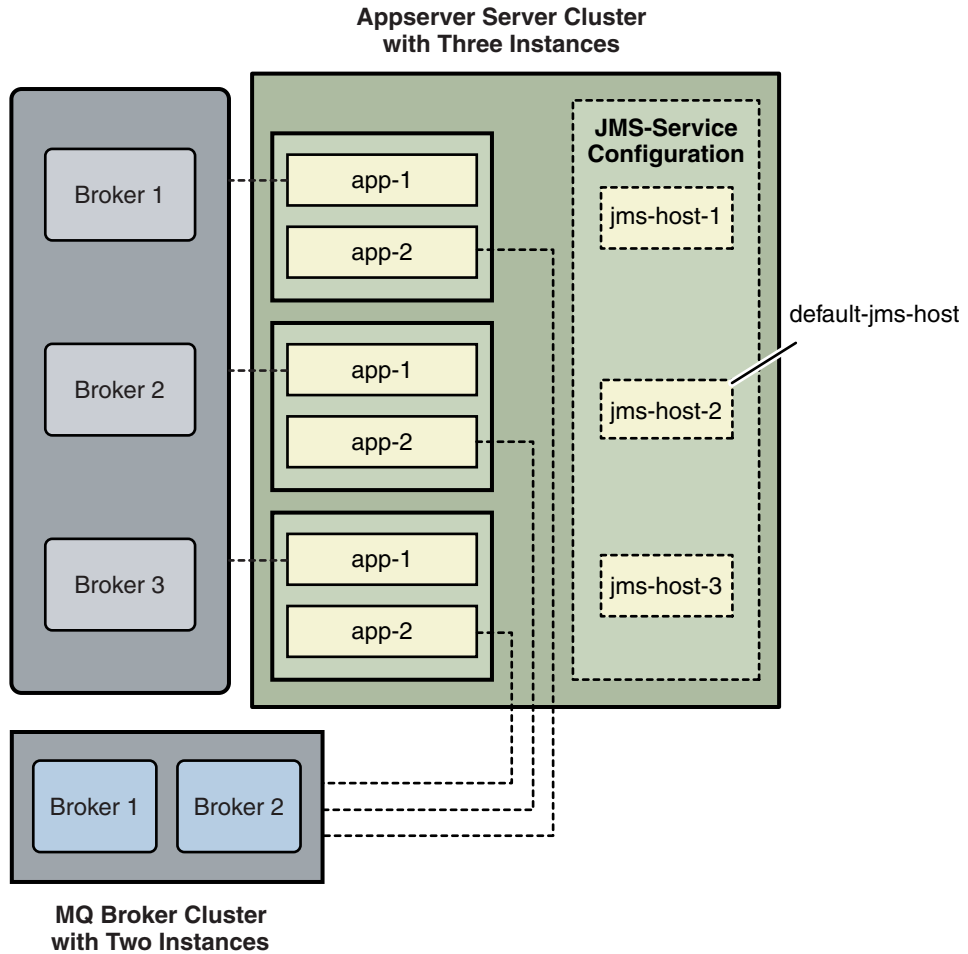 Appserver Server Cluster
with Three Instances
Broker 1
Broker 2
Broker 3
app-1
app-2
app-1
app-2
app-1
app-2
JMS-Service
Configuration
jms-host-1
jms-host-2
jms-host-3
default-jms-host
Broker 1
Broker 2
MQ Broker Cluster
with Two Instances